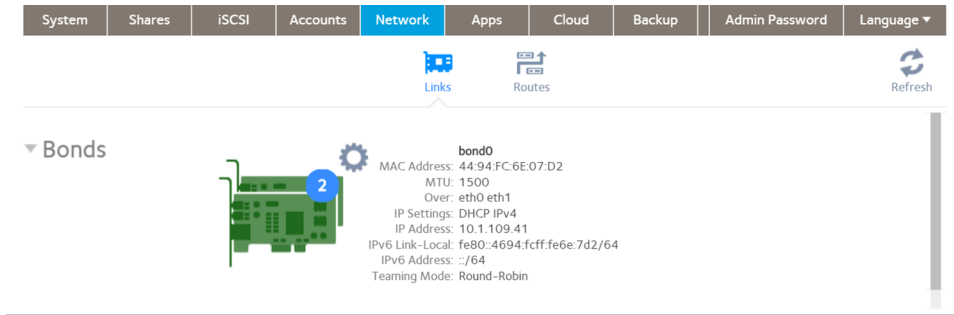 System Shares iSCSI Accounts Network Apps Cloud Backup Admin Password Language
Links Routes Refresh
Bonds
2
bond0
MAC Address: 44:94:FC:6E:07:D2
MTU: 1500
Over: eth0 eth1
IP Settings: DHCP IPv4
IP Address: 10.1.109.41
IPv6 Link-Local: fe80::4694:fcff:fe6e:7d2/64
IPv6 Address: ::/64
Teaming Mode: Round-Robin